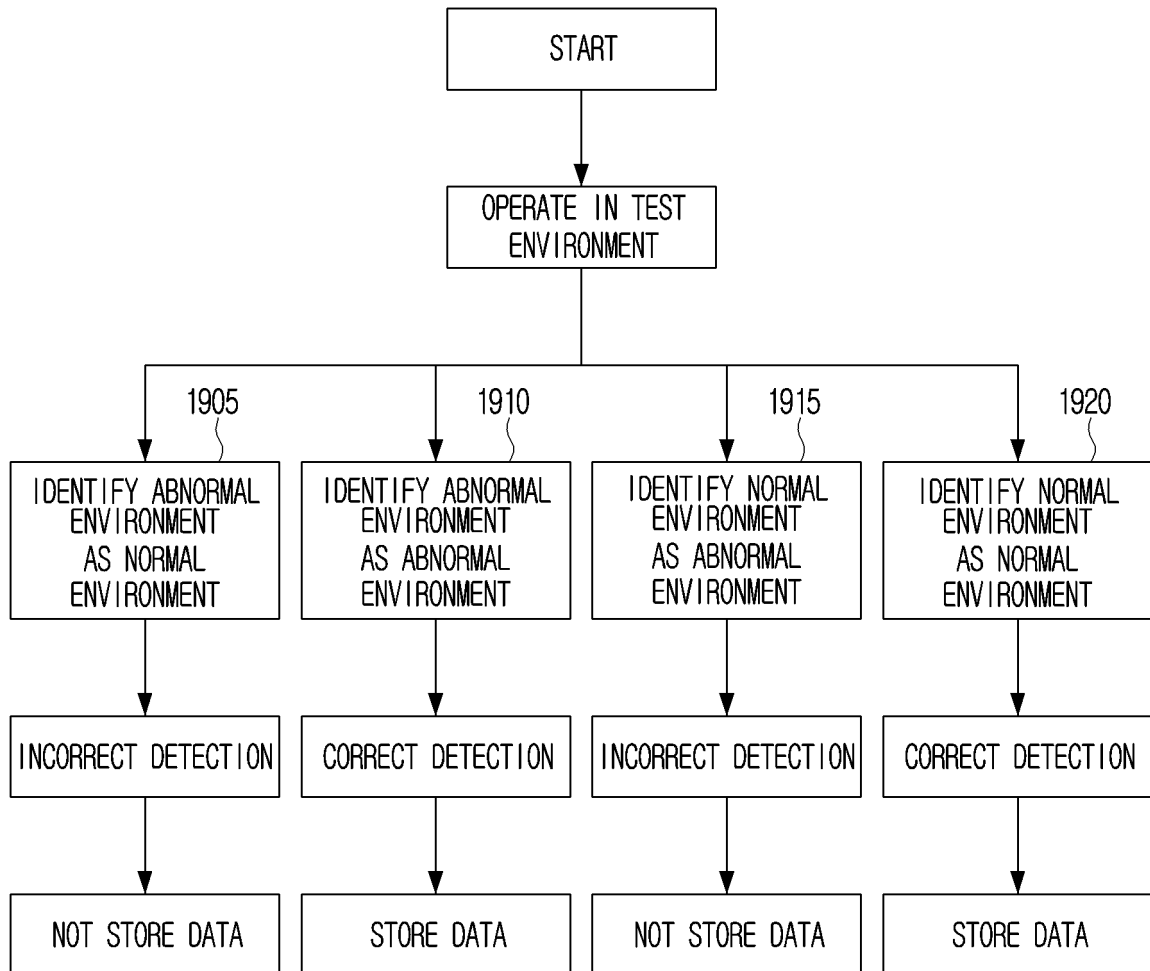 START
OPERATE IN TEST
ENVIRONMENT
1905
1910
1915
1920
IDENTIFY ABNORMAL
ENVIRONMENT
AS NORMAL
ENVIRONMENT
IDENTIFY ABNORMAL
ENVIRONMENT
AS ABNORMAL
ENVIRONMENT
IDENTIFY NORMAL
ENVIRONMENT
AS ABNORMAL
ENVIRONMENT
IDENTIFY NORMAL
ENVIRONMENT
AS NORMAL
ENVIRONMENT
INCORRECT DETECTION
CORRECT DETECTION
INCORRECT DETECTION
CORRECT DETECTION
NOT STORE DATA
STORE DATA
NOT STORE DATA
STORE DATA